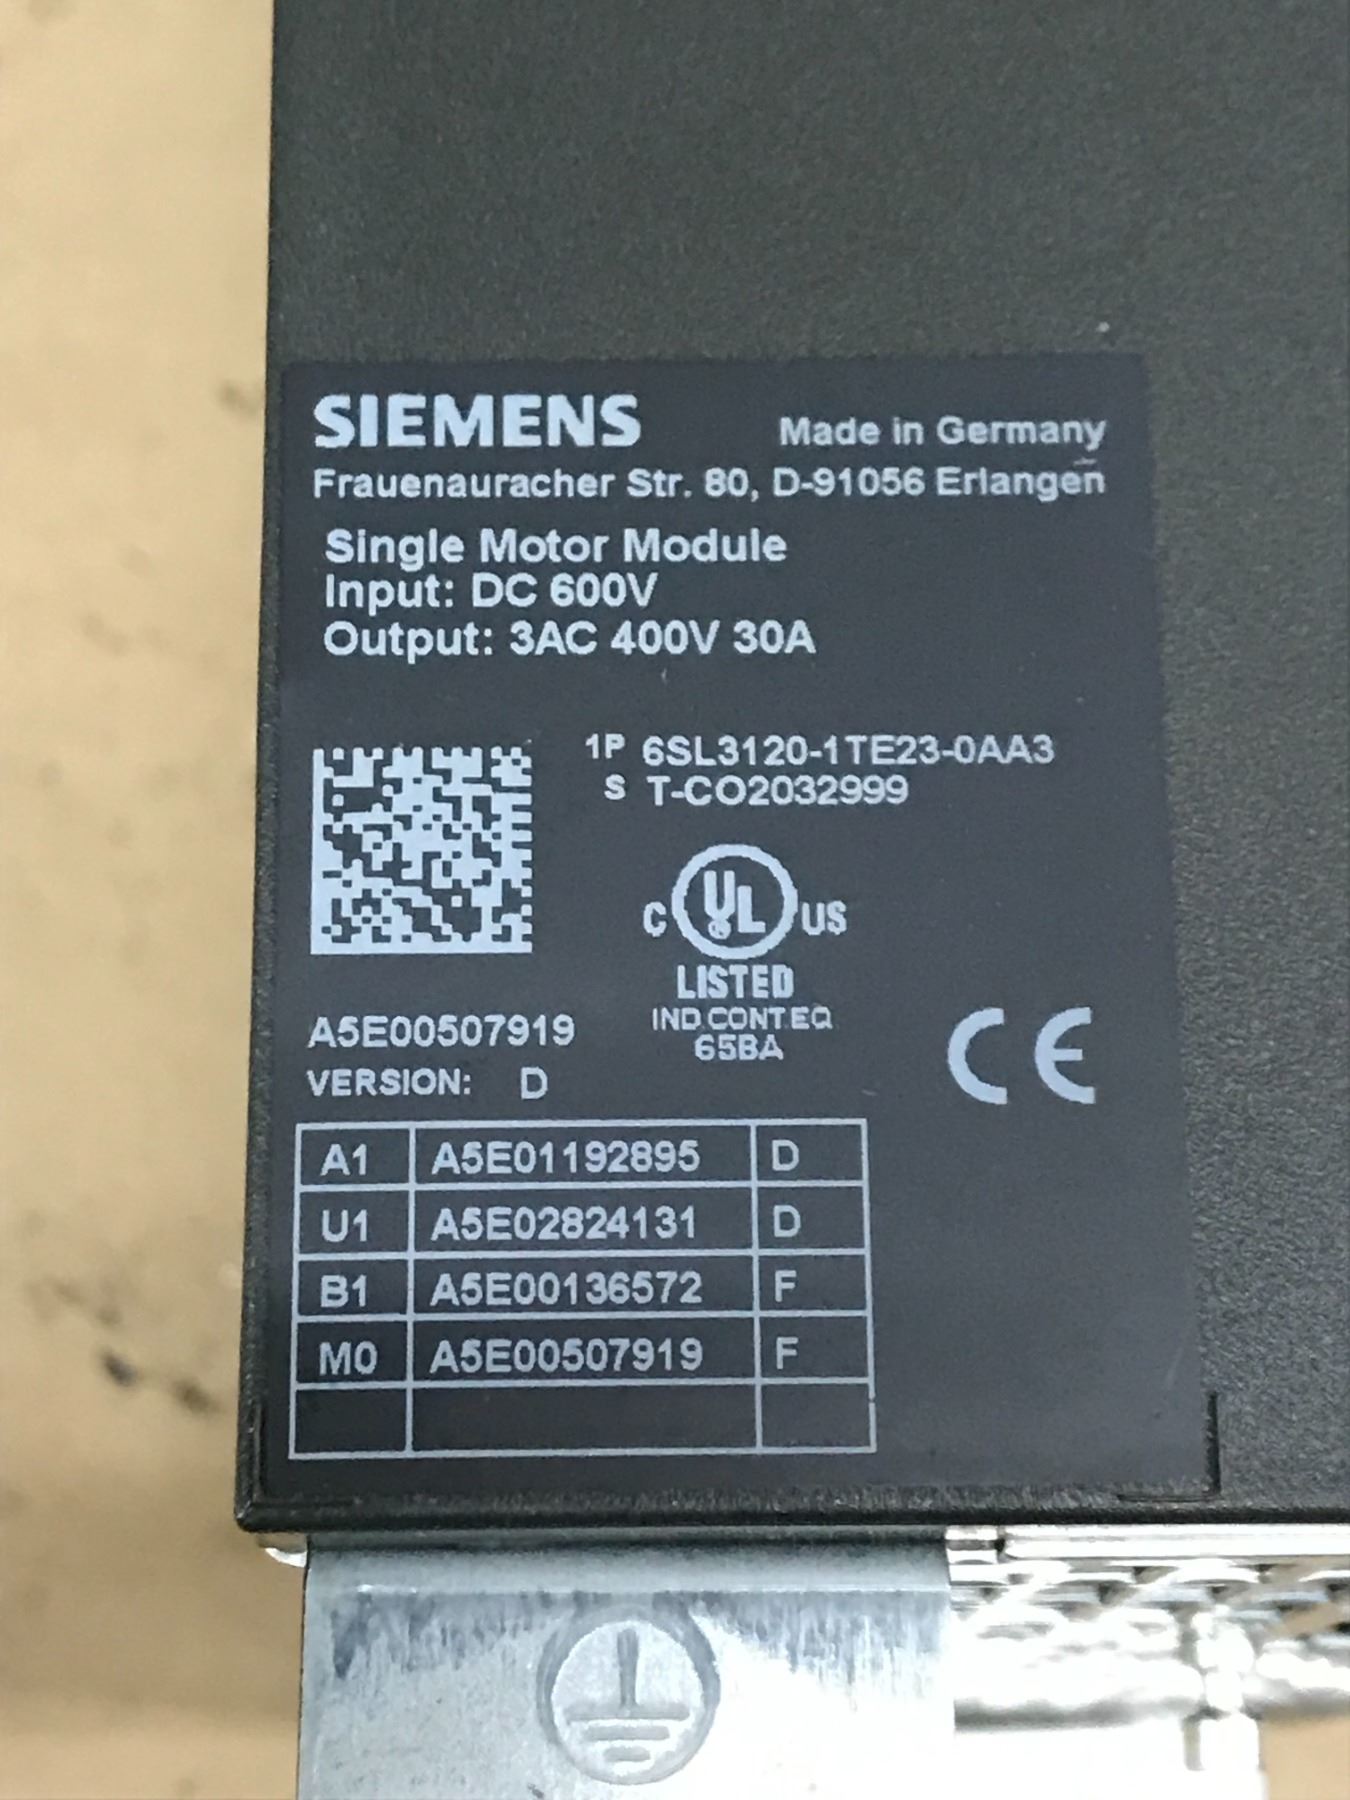 SIEMENS Made in Germany
Frauenauracher Str. 80, D-91056 Erlangen
Single Motor Module
Input: DC 600V
Output: 3AC 400V 30A
1P 6SL3120-1TE23-0AA3
S T-CO2032999
C UL US
LISTED
IND.CONT.EQ
65BA
CE
A5E00507919
VERSION: D
A1 A5E01192895 D
U1 A5E02824131 D
B1 A5E00136572 F
M0 A5E00507919 F